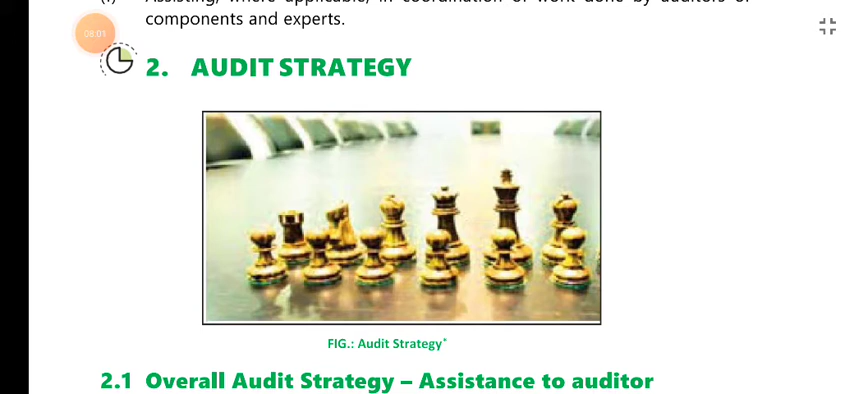 components and experts.
08:01
2. AUDIT STRATEGY
FIG.: Audit Strategy*
2.1 Overall Audit Strategy – Assistance to auditor